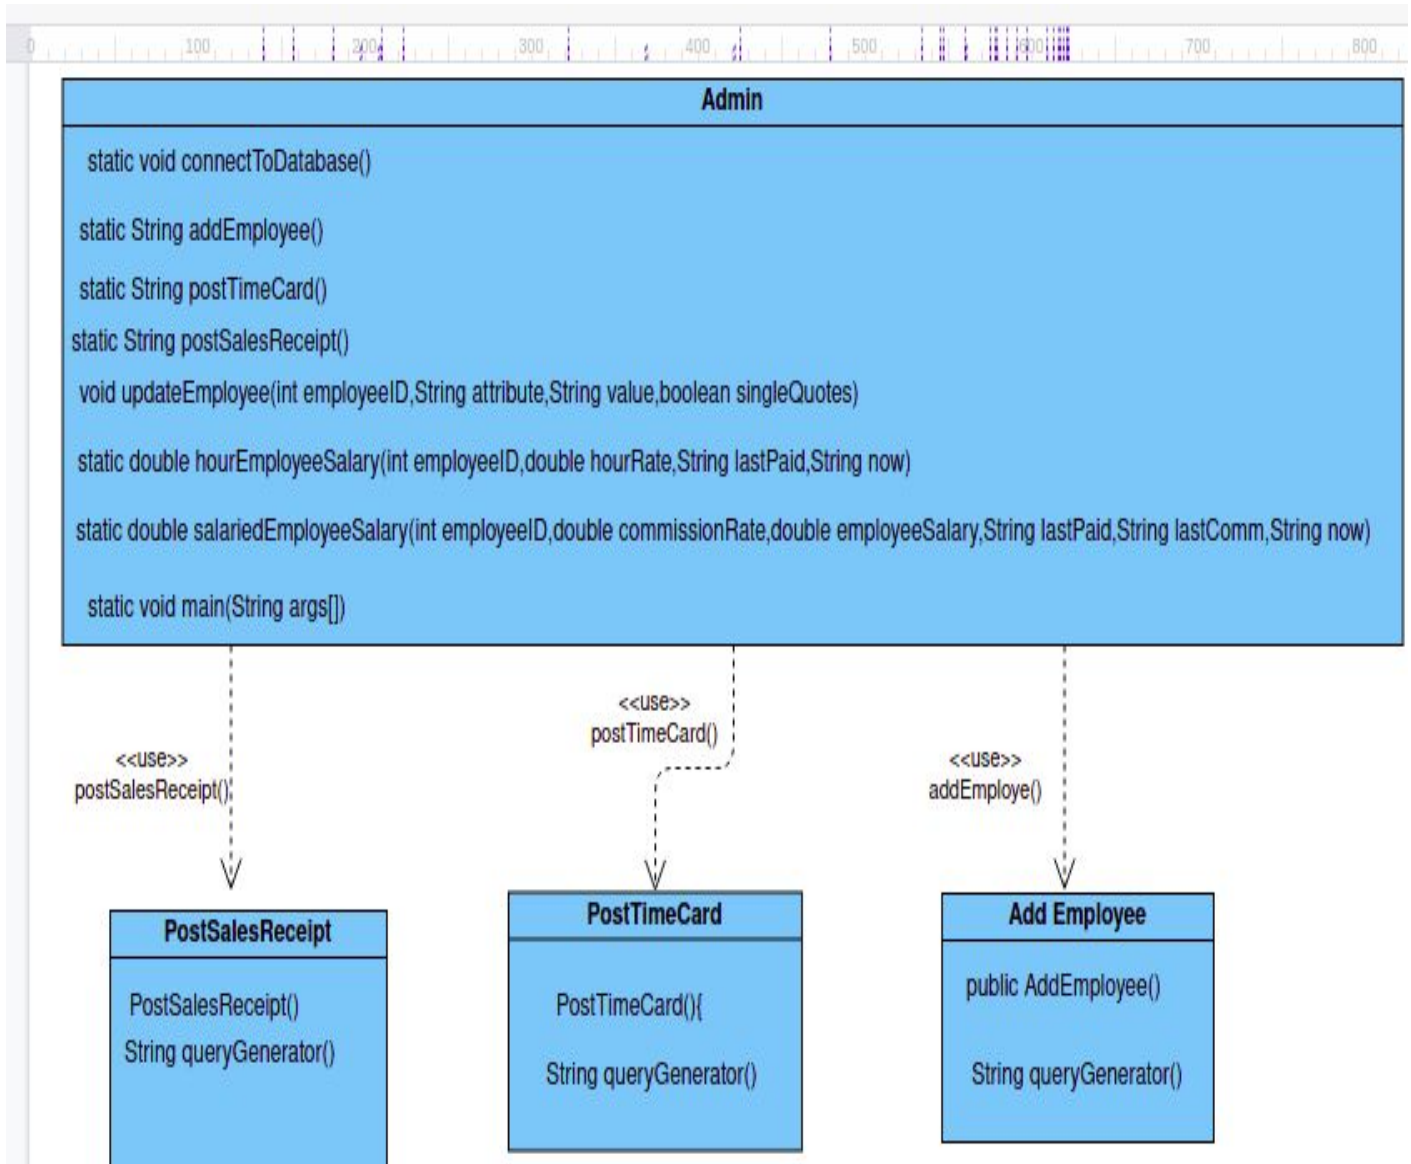 0 100 200 300 400 500 600 700 800
Admin
static void connectToDatabase()
static String addEmployee()
static String postTimeCard()
static String postSalesReceipt()
void updateEmployee(int employeeID,String attribute,String value,boolean singleQuotes)
static double hourEmployeeSalary(int employeeID,double hourRate,String lastPaid,String now)
static double salariedEmployeeSalary(int employeeID,double commissionRate,double employeeSalary,String lastPaid,String lastComm,String now)
static void main(String args[])
<<use>>
postSalesReceipt()
<<use>>
postTimeCard()
<<use>>
addEmploye()
PostSalesReceipt
PostSalesReceipt()
String queryGenerator()
PostTimeCard
PostTimeCard(){
String queryGenerator()
Add Employee
public AddEmployee()
String queryGenerator()